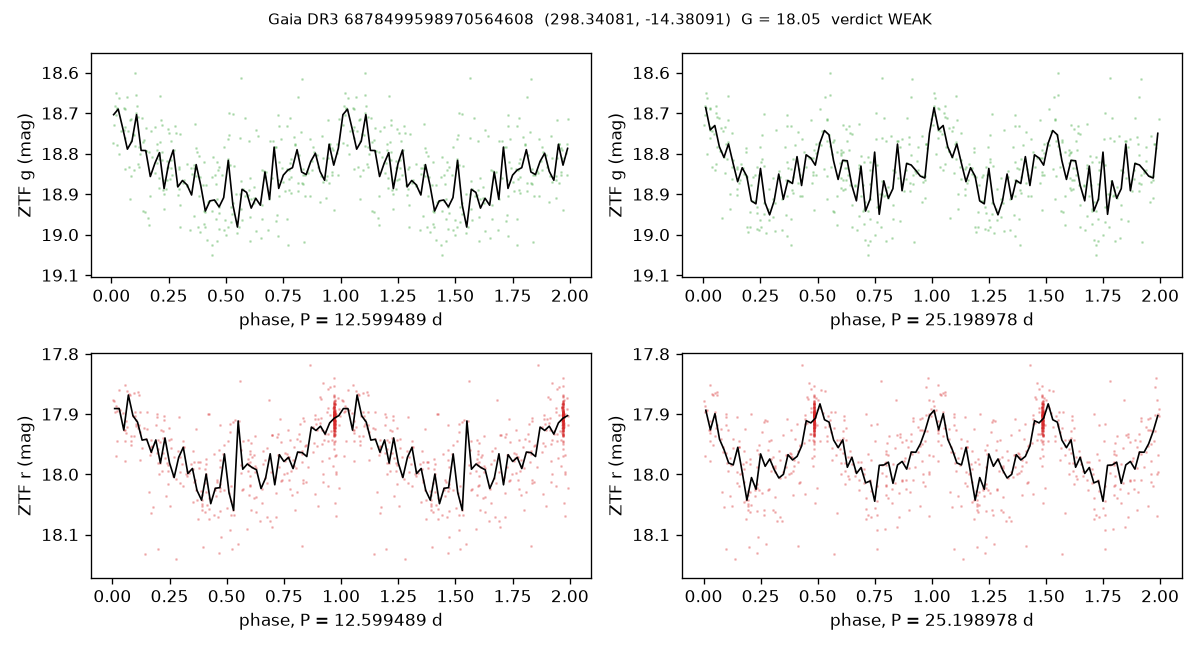 Gaia DR3 6878499598970564608 (298.34081, -14.38091) G = 18.05 verdict WEAK
ZTF g (mag)
18.6
18.7
18.8
18.9
19.0
19.1
0.00 0.25 0.50 0.75 1.00 1.25 1.50 1.75 2.00
phase, P = 12.599489 d
18.6
18.7
18.8
18.9
19.0
19.1
0.00 0.25 0.50 0.75 1.00 1.25 1.50 1.75 2.00
phase, P = 25.198978 d
ZTF g (mag)
ZTF r (mag)
17.8
17.9
18.0
18.1
0.00 0.25 0.50 0.75 1.00 1.25 1.50 1.75 2.00
phase, P = 12.599489 d
ZTF r (mag)
17.8
17.9
18.0
18.1
0.00 0.25 0.50 0.75 1.00 1.25 1.50 1.75 2.00
phase, P = 25.198978 d